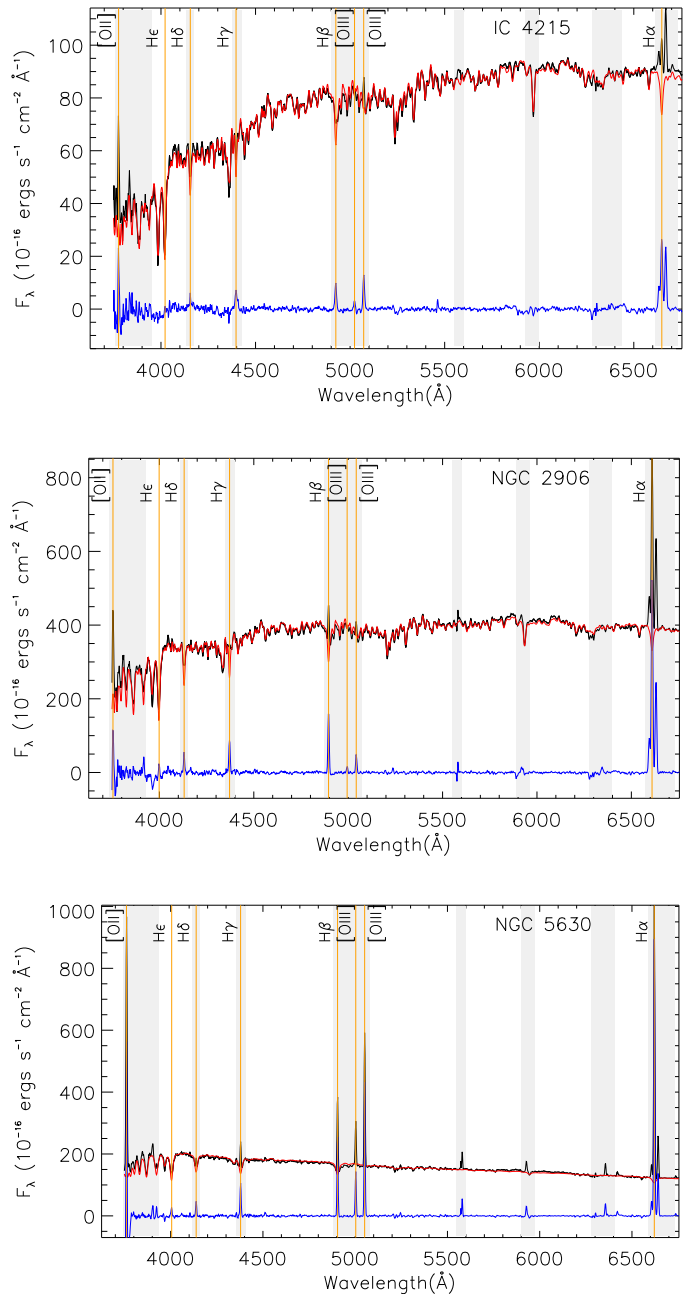 IC 4215
[OII]
Hϵ
Hδ
Hγ
Hβ
[OIII]
[OIII]
Hα
100
80
60
40
20
0
F_λ (10⁻¹⁶ ergs s⁻¹ cm⁻² Å⁻¹)
4000 4500 5000 5500 6000 6500
Wavelength(Å)
NGC 2906
[OII]
Hϵ
Hδ
Hγ
Hβ
[OIII]
[OIII]
Hα
800
600
400
200
0
F_λ (10⁻¹⁶ ergs s⁻¹ cm⁻² Å⁻¹)
4000 4500 5000 5500 6000 6500
Wavelength(Å)
NGC 5630
[OII]
Hϵ
Hδ
Hγ
Hβ
[OIII]
[OIII]
Hα
1000
800
600
400
200
0
F_λ (10⁻¹⁶ ergs s⁻¹ cm⁻² Å⁻¹)
4000 4500 5000 5500 6000 6500
Wavelength(Å)